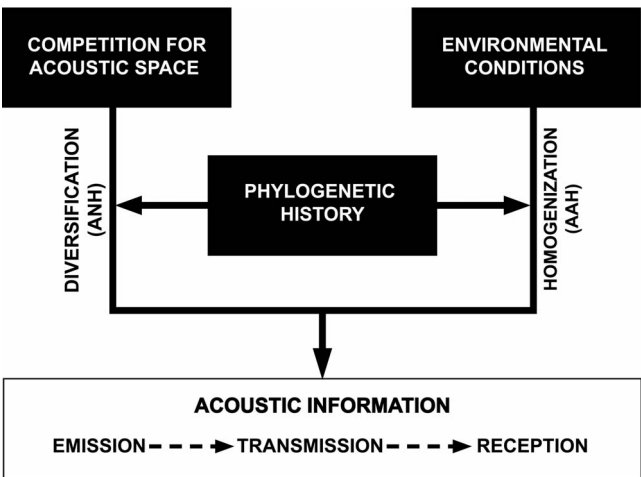 COMPETITION FOR
ACOUSTIC SPACE
ENVIRONMENTAL
CONDITIONS
DIVERSIFICATION
(ANH)
PHYLOGENETIC
HISTORY
HOMOGENIZATION
(AAH)
ACOUSTIC INFORMATION
EMISSION TRANSMISSION RECEPTION